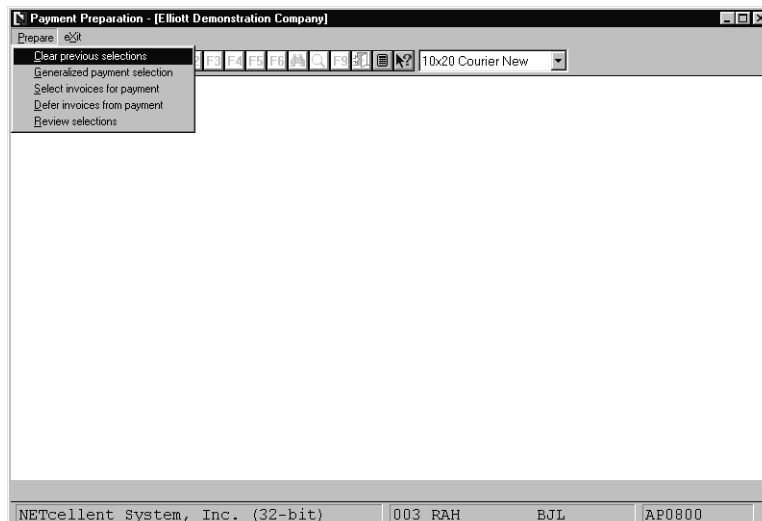 Payment Preparation - [Elliott Demonstration Company]
Prepare eXit
Clear previous selections
F3 F4 F5 F6 F9 10x20 Courier New
Generalized payment selection
Select invoices for payment
Defer invoices from payment
Review selections
NETcellent System, Inc. (32-bit) 003 RAH BJL AP0800